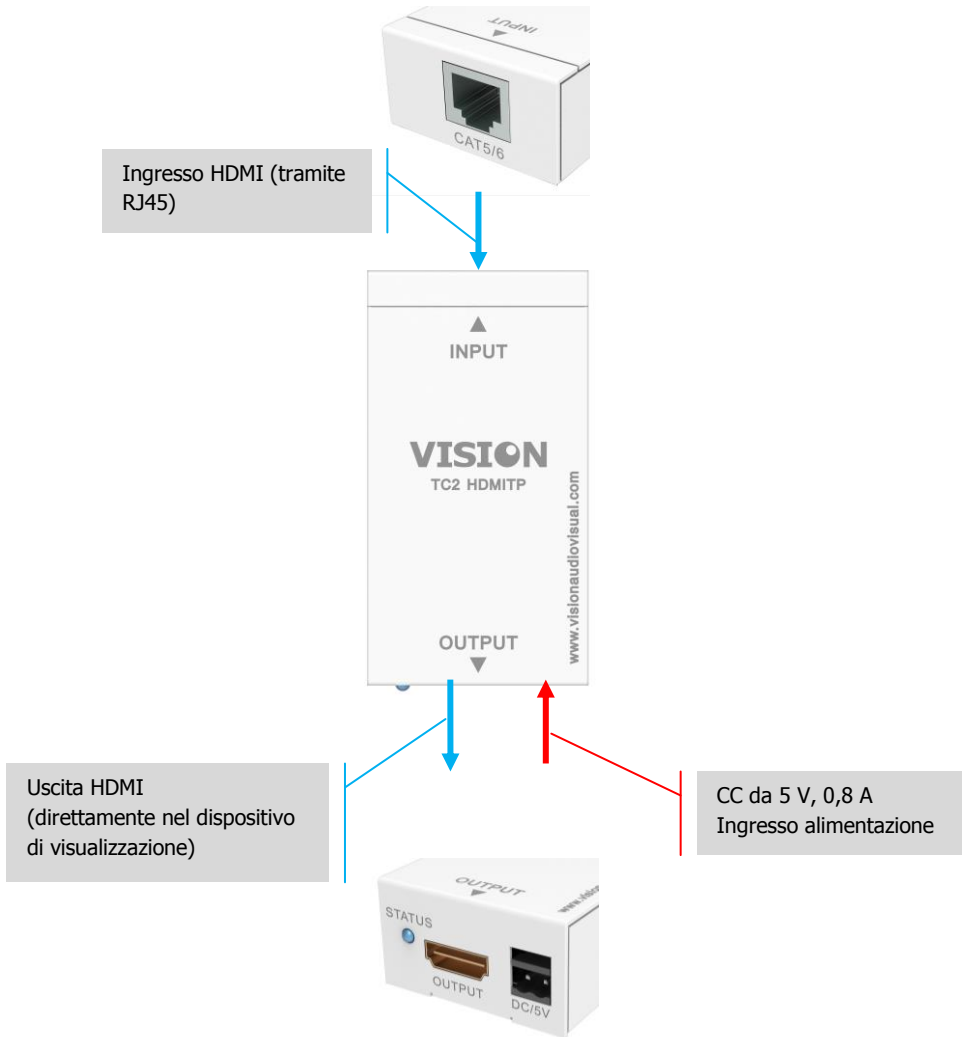 INPUT
CAT5/6
Ingresso HDMI (tramite
RJ45)
INPUT
VISION
TC2 HDMITP
www.visionaudiovisual.com
OUTPUT
Uscita HDMI
(direttamente nel dispositivo
di visualizzazione)
CC da 5 V, 0,8 A
Ingresso alimentazione
OUTPUT
STATUS
OUTPUT
DC/5V